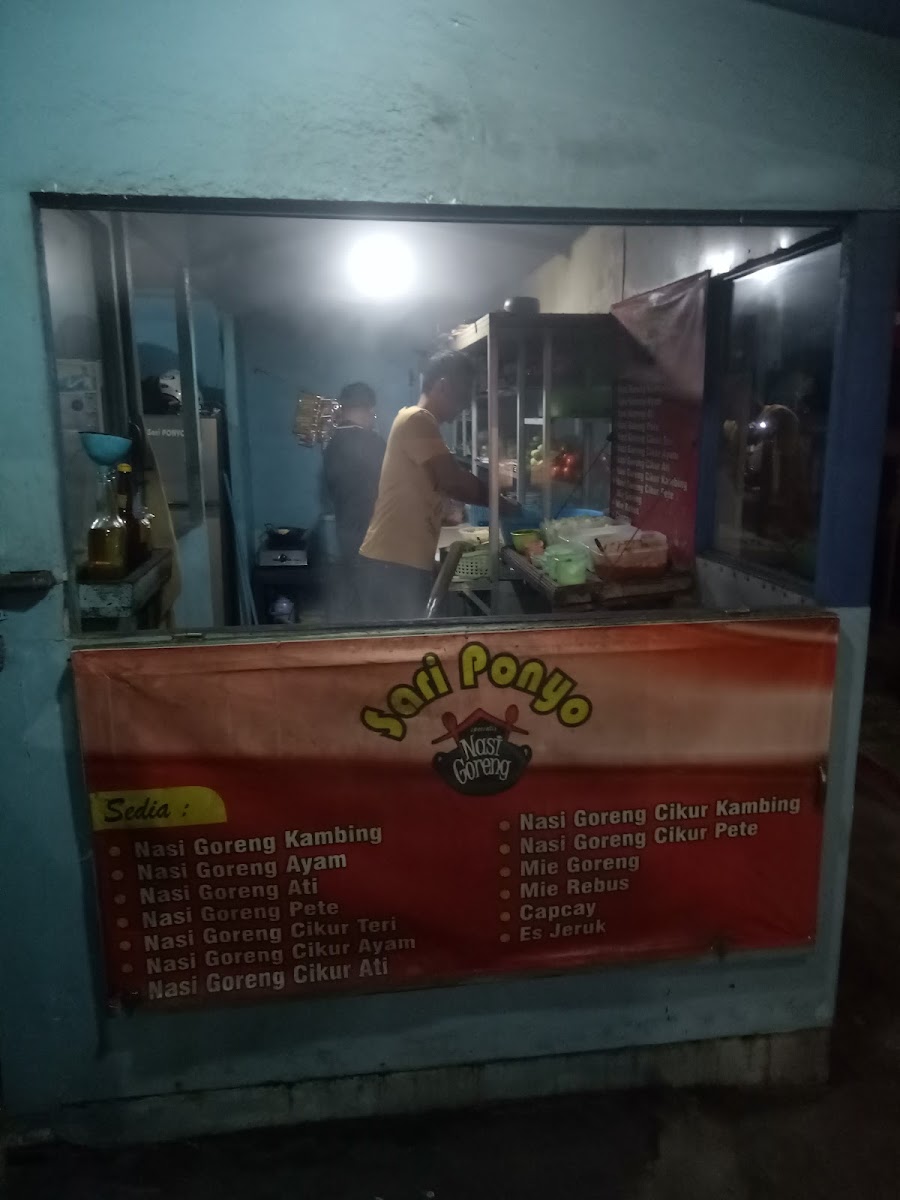 Sari PONYO
Sari Ponyo
Nasi
Goreng
Sedia :
Nasi Goreng Kambing
Nasi Goreng Ayam
Nasi Goreng Ati
Nasi Goreng Pete
Nasi Goreng Cikur Teri
Nasi Goreng Cikur Ayam
Nasi Goreng Cikur Ati
Nasi Goreng Cikur Kambing
Nasi Goreng Cikur Pete
Mie Goreng
Mie Rebus
Capcay
Es Jeruk